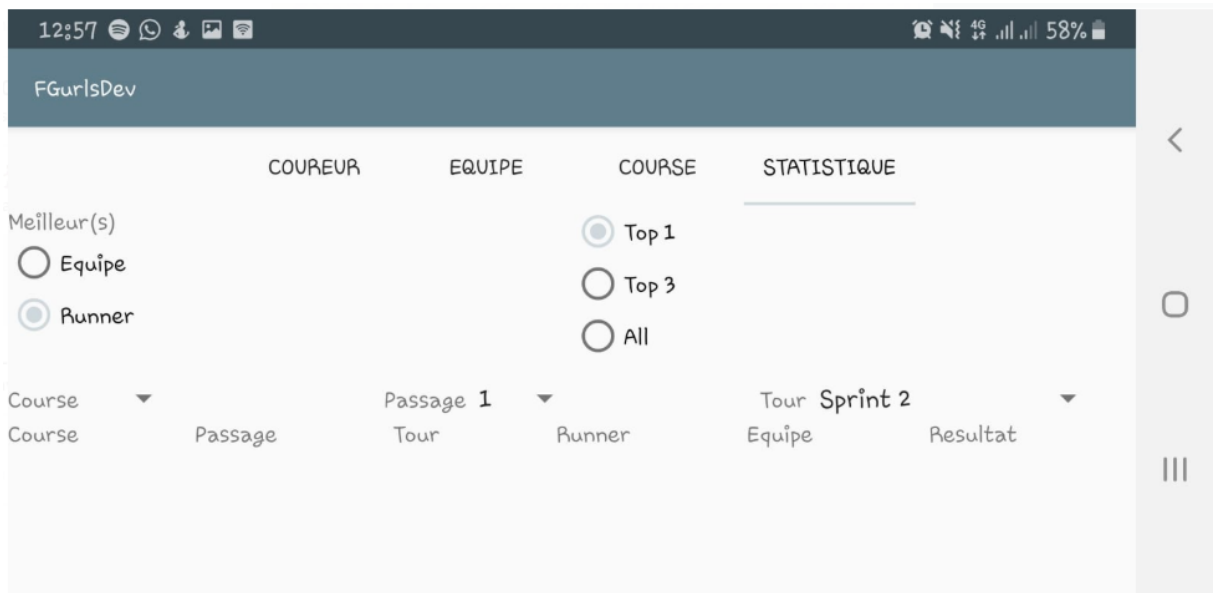 12:57 4G 58%
FGurlsDev
COUREUR EQUIPE COURSE STATISTIQUE
Meilleur(s)
Equipe
Runner
Top 1
Top 3
All
Course Passage 1 Tour Sprint 2
Course Passage Tour Runner Equipe Resultat